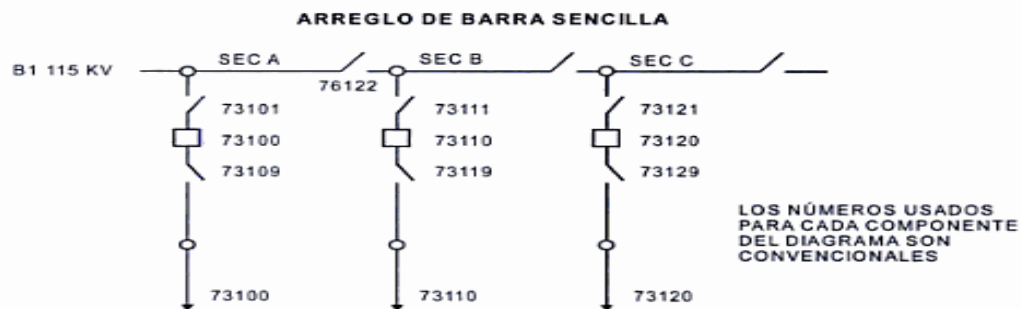 ARREGLO DE BARRA SENCILLA
B1 115 KV
SEC A
SEC B
SEC C
76122
73101
73111
73121
73100
73110
73120
73109
73119
73129
LOS NÚMEROS USADOS
PARA CADA COMPONENTE
DEL DIAGRAMA SON
CONVENCIONALES
73100
73110
73120